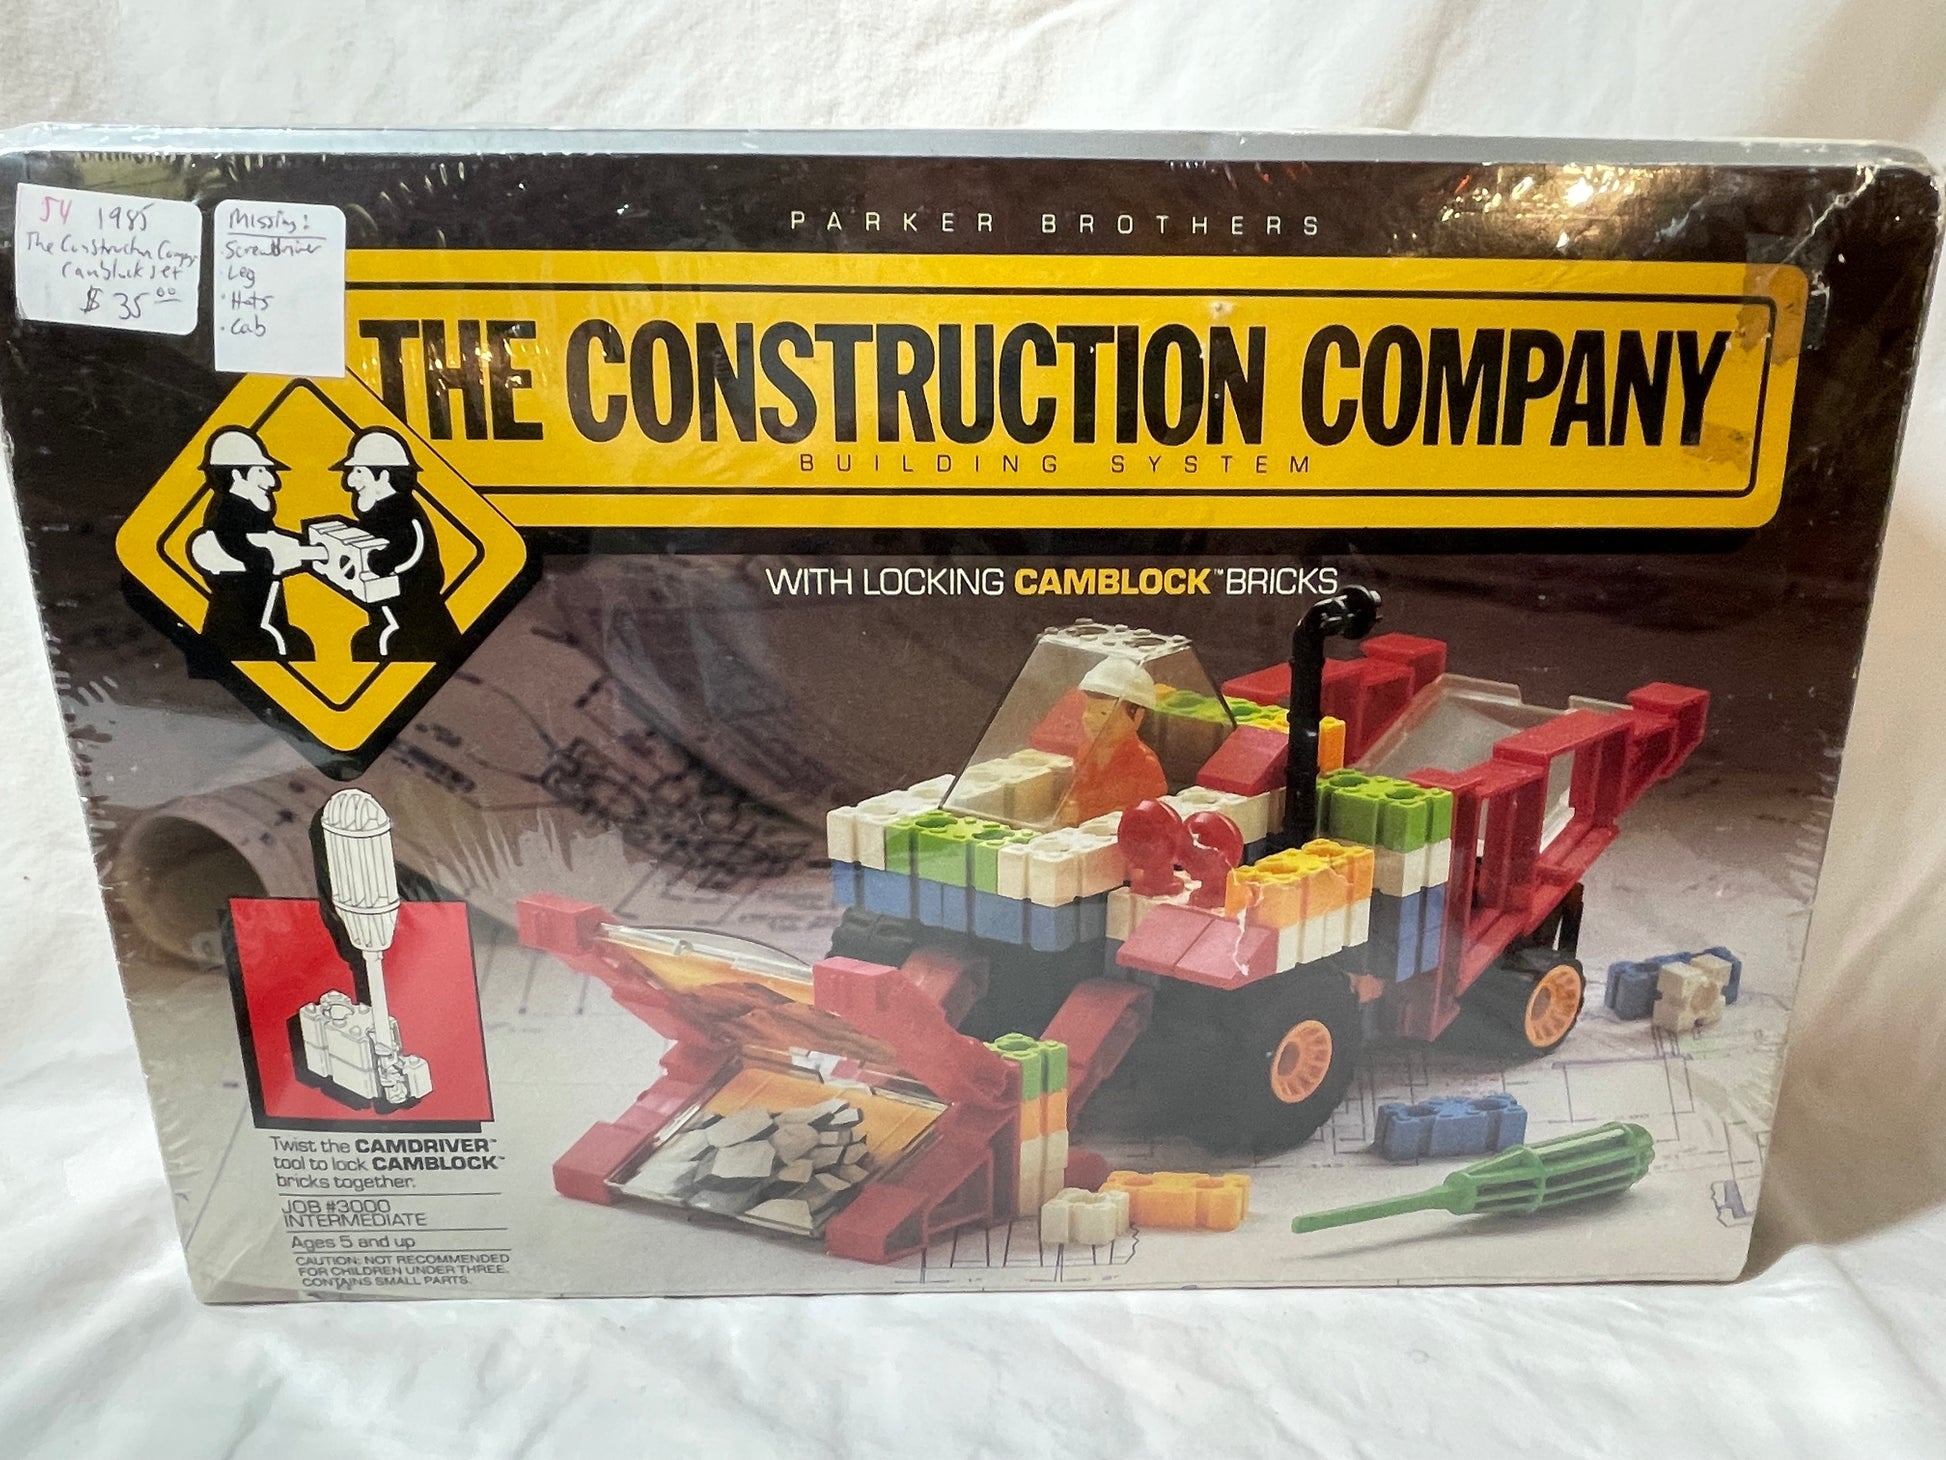 54 1985
The Construction Company
Camblock set
$ 35.00
Missing:
· Screwdriver
· Leg
· Hats
· Cab
PARKER BROTHERS
THE CONSTRUCTION COMPANY
BUILDING SYSTEM
WITH LOCKING CAMBLOCK™ BRICKS
Twist the CAMDRIVER™
tool to lock CAMBLOCK™
bricks together.
JOB #3000
INTERMEDIATE
Ages 5 and up
CAUTION: NOT RECOMMENDED
FOR CHILDREN UNDER THREE.
CONTAINS SMALL PARTS.